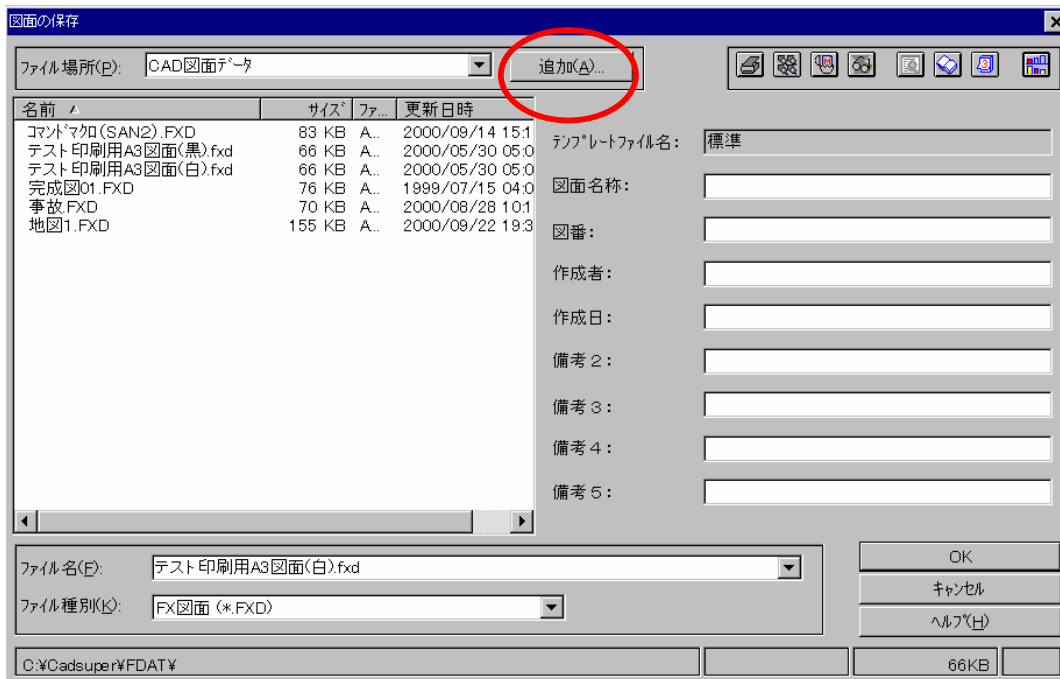 図面の保存
ﾌｧｲﾙ場所(P):
CAD図面ﾃﾞｰﾀ
追加(A)...
名前 サイズ ファ... 更新日時
ｺﾏﾝﾄﾞﾏｸﾛ(SAN2).FXD 83 KB A... 2000/09/14 15:1
テスト印刷用A3図面(黒).fxd 66 KB A... 2000/05/30 05:0
テスト印刷用A3図面(白).fxd 66 KB A... 2000/05/30 05:0
完成図01.FXD 76 KB A... 1999/07/15 04:0
事故.FXD 70 KB A... 2000/08/28 10:1
地図1.FXD 155 KB A... 2000/09/22 19:3
ﾃﾝﾌﾟﾚｰﾄﾌｧｲﾙ名: 標準
図面名称:
図番:
作成者:
作成日:
備考２:
備考３:
備考４:
備考５:
ﾌｧｲﾙ名(F): テスト印刷用A3図面(白).fxd
ﾌｧｲﾙ種別(K): FX図面 (*.FXD)
OK
ｷｬﾝｾﾙ
ﾍﾙﾌﾟ(H)
C:¥Cadsuper¥FDAT¥
66KB